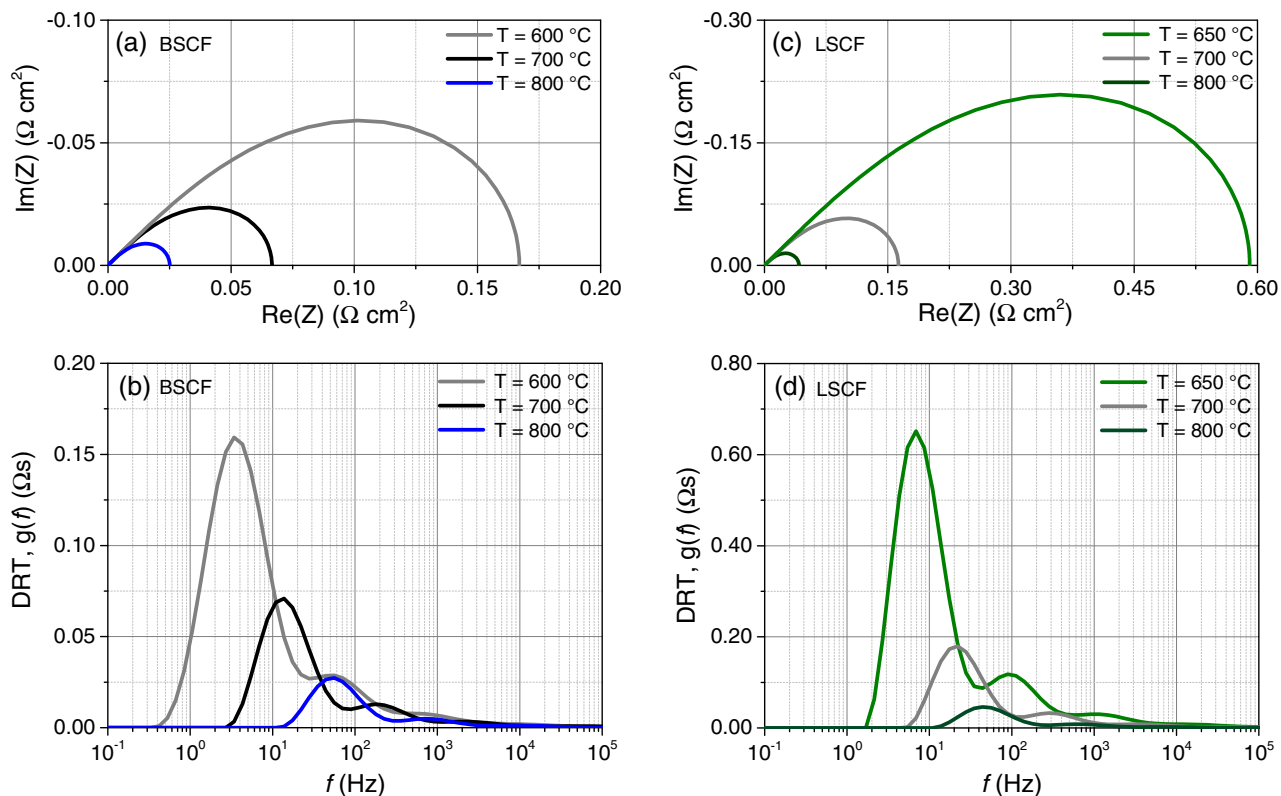 (a) BSCF
T = 600 °C
T = 700 °C
T = 800 °C
-0.10
-0.05
0.00
Im(Z) (Ω cm²)
0.00 0.05 0.10 0.15 0.20
Re(Z) (Ω cm²)
(c) LSCF
T = 650 °C
T = 700 °C
T = 800 °C
-0.30
-0.15
0.00
Im(Z) (Ω cm²)
0.00 0.15 0.30 0.45 0.60
Re(Z) (Ω cm²)
(b) BSCF
T = 600 °C
T = 700 °C
T = 800 °C
0.20
0.15
0.10
0.05
0.00
DRT, g(f) (Ωs)
10⁻¹ 10⁰ 10¹ 10² 10³ 10⁴ 10⁵
f (Hz)
(d) LSCF
T = 650 °C
T = 700 °C
T = 800 °C
0.80
0.60
0.40
0.20
0.00
DRT, g(f) (Ωs)
10⁻¹ 10⁰ 10¹ 10² 10³ 10⁴ 10⁵
f (Hz)